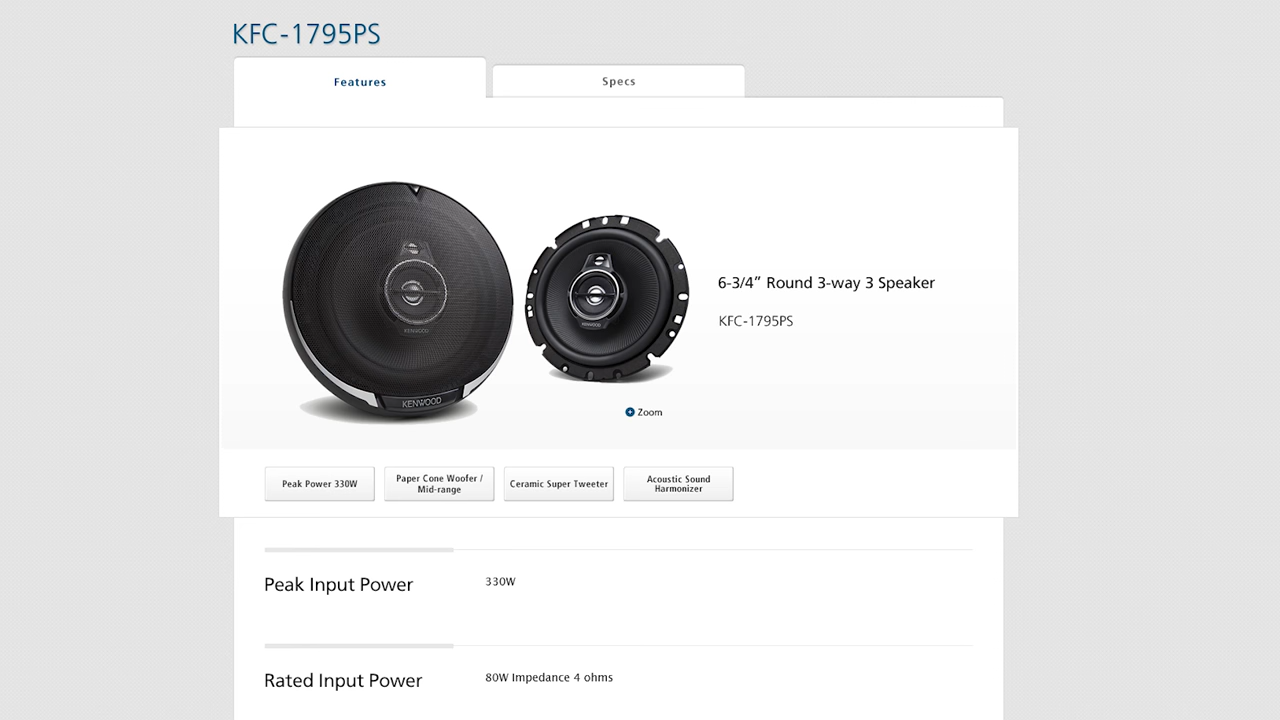 KFC-1795PS
Features
Specs
6-3/4” Round 3-way 3 Speaker
KFC-1795PS
KENWOOD
KENWOOD
KENWOOD
Zoom
Peak Power 330W
Paper Cone Woofer /
Mid-range
Ceramic Super Tweeter
Acoustic Sound
Harmonizer
Peak Input Power
330W
Rated Input Power
80W Impedance 4 ohms